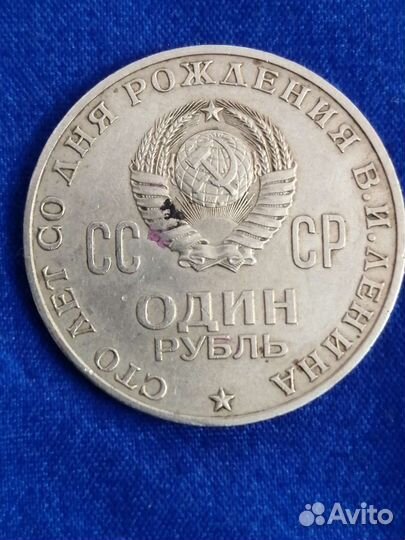 СТО ЛЕТ СО ДНЯ РОЖДЕНИЯ В.И.ЛЕНИНА
СС СР
ОДИН
РУБЛЬ
Avito